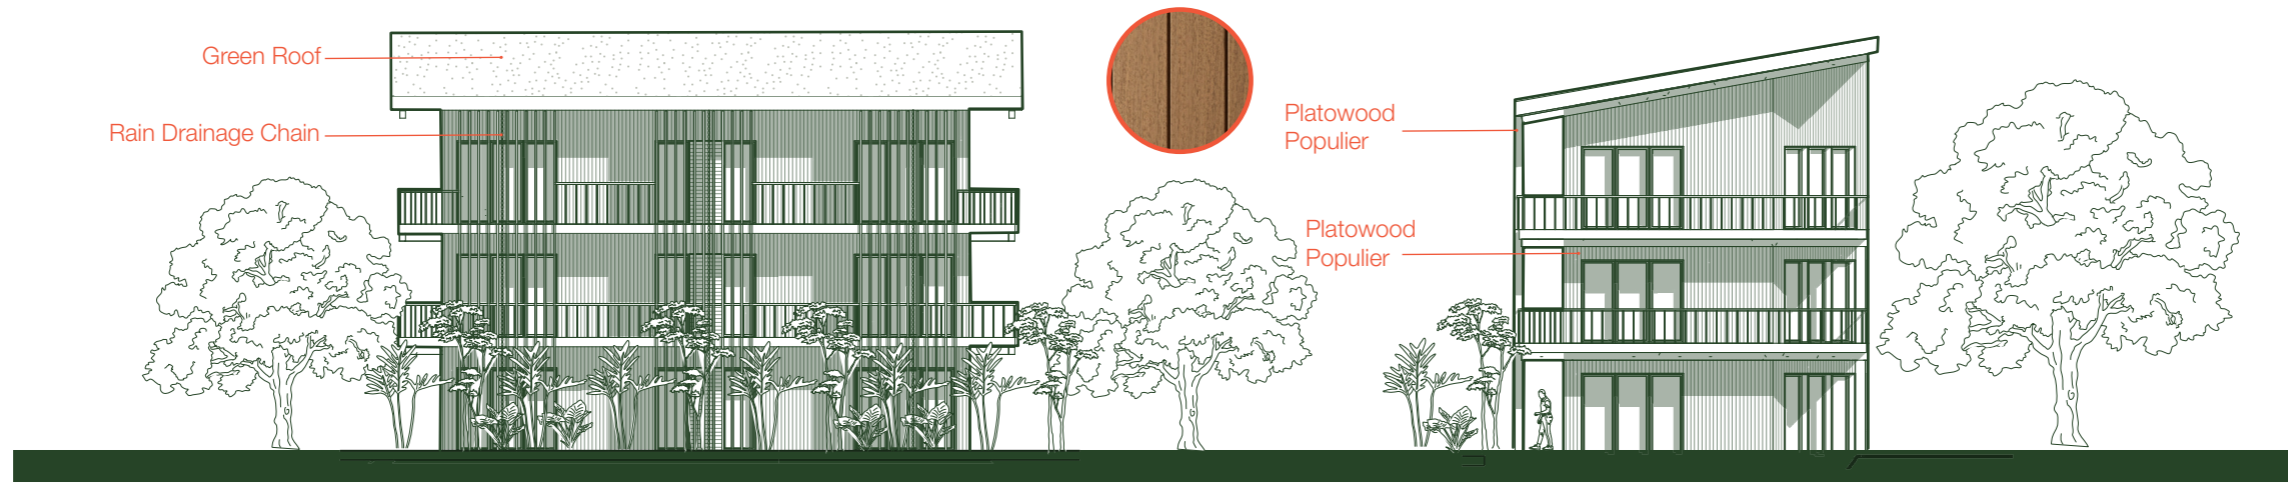 Green Roof
Rain Drainage Chain
Platowood
Populier
Platowood
Populier